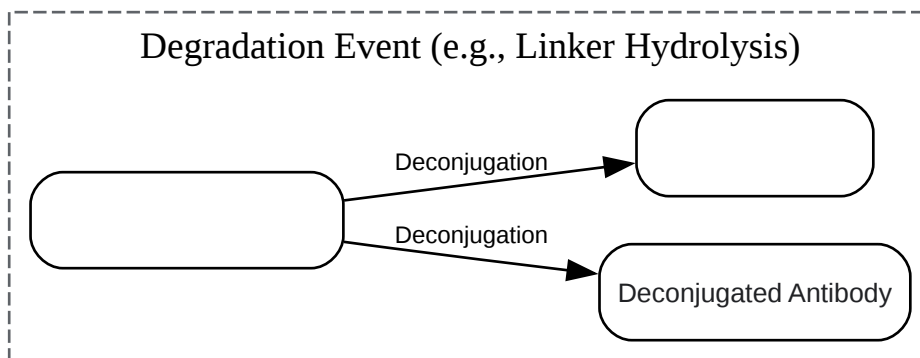 Degradation Event (e.g., Linker Hydrolysis)
Deconjugation
Deconjugation
Deconjugated Antibody